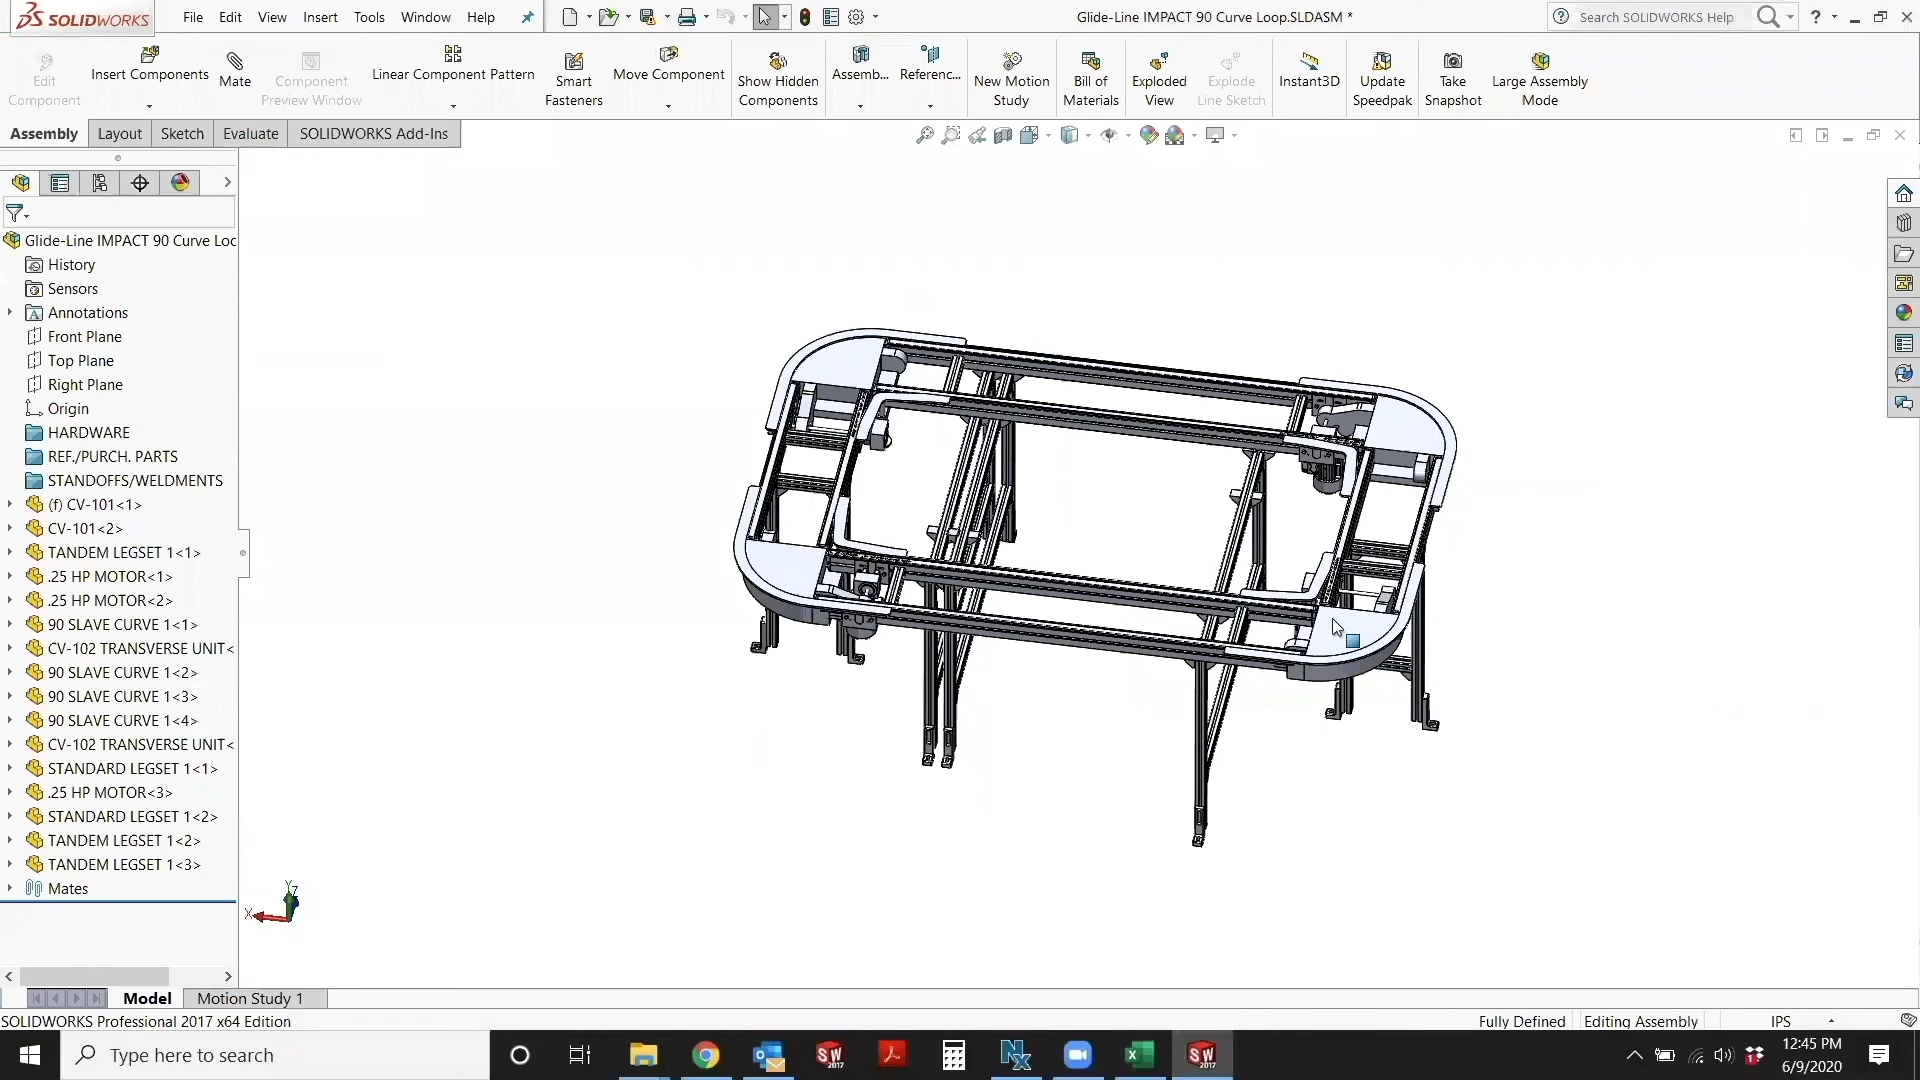 SOLIDWORKS
File Edit View Insert Tools Window Help
Glide-Line IMPACT 90 Curve Loop.SLDASM *
Search SOLIDWORKS Help
Edit Component
Insert Components
Mate
Component Preview Window
Linear Component Pattern
Smart Fasteners
Move Component
Show Hidden Components
Assemb...
Referenc...
New Motion Study
Bill of Materials
Exploded View
Explode Line Sketch
Instant3D
Update Speedpak
Take Snapshot
Large Assembly Mode
Assembly Layout Sketch Evaluate SOLIDWORKS Add-Ins
Glide-Line IMPACT 90 Curve Loc
History
Sensors
Annotations
Front Plane
Top Plane
Right Plane
Origin
HARDWARE
REF./PURCH. PARTS
STANDOFFS/WELDMENTS
(f) CV-101<1>
CV-101<2>
TANDEM LEGSET 1<1>
.25 HP MOTOR<1>
.25 HP MOTOR<2>
90 SLAVE CURVE 1<1>
CV-102 TRANSVERSE UNIT<
90 SLAVE CURVE 1<2>
90 SLAVE CURVE 1<3>
90 SLAVE CURVE 1<4>
CV-102 TRANSVERSE UNIT<
STANDARD LEGSET 1<1>
.25 HP MOTOR<3>
STANDARD LEGSET 1<2>
TANDEM LEGSET 1<2>
TANDEM LEGSET 1<3>
Mates
X Y Z
Model Motion Study 1
SOLIDWORKS Professional 2017 x64 Edition
Fully Defined Editing Assembly IPS
Type here to search
SW 2017
SW 2017
12:45 PM
6/9/2020